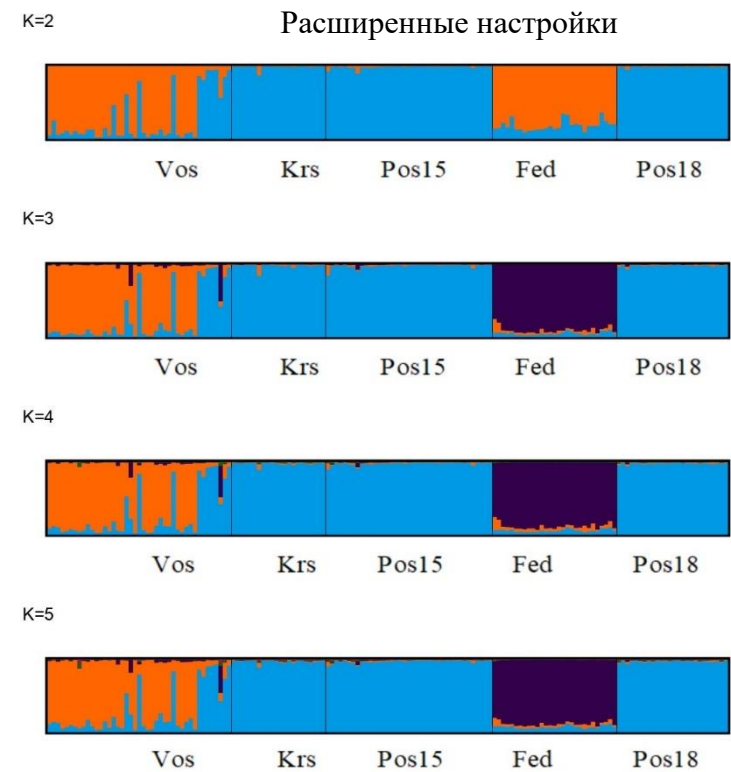 K=2
Расширенные настройки
Vos Krs Pos15 Fed Pos18
K=3
Vos Krs Pos15 Fed Pos18
K=4
Vos Krs Pos15 Fed Pos18
K=5
Vos Krs Pos15 Fed Pos18